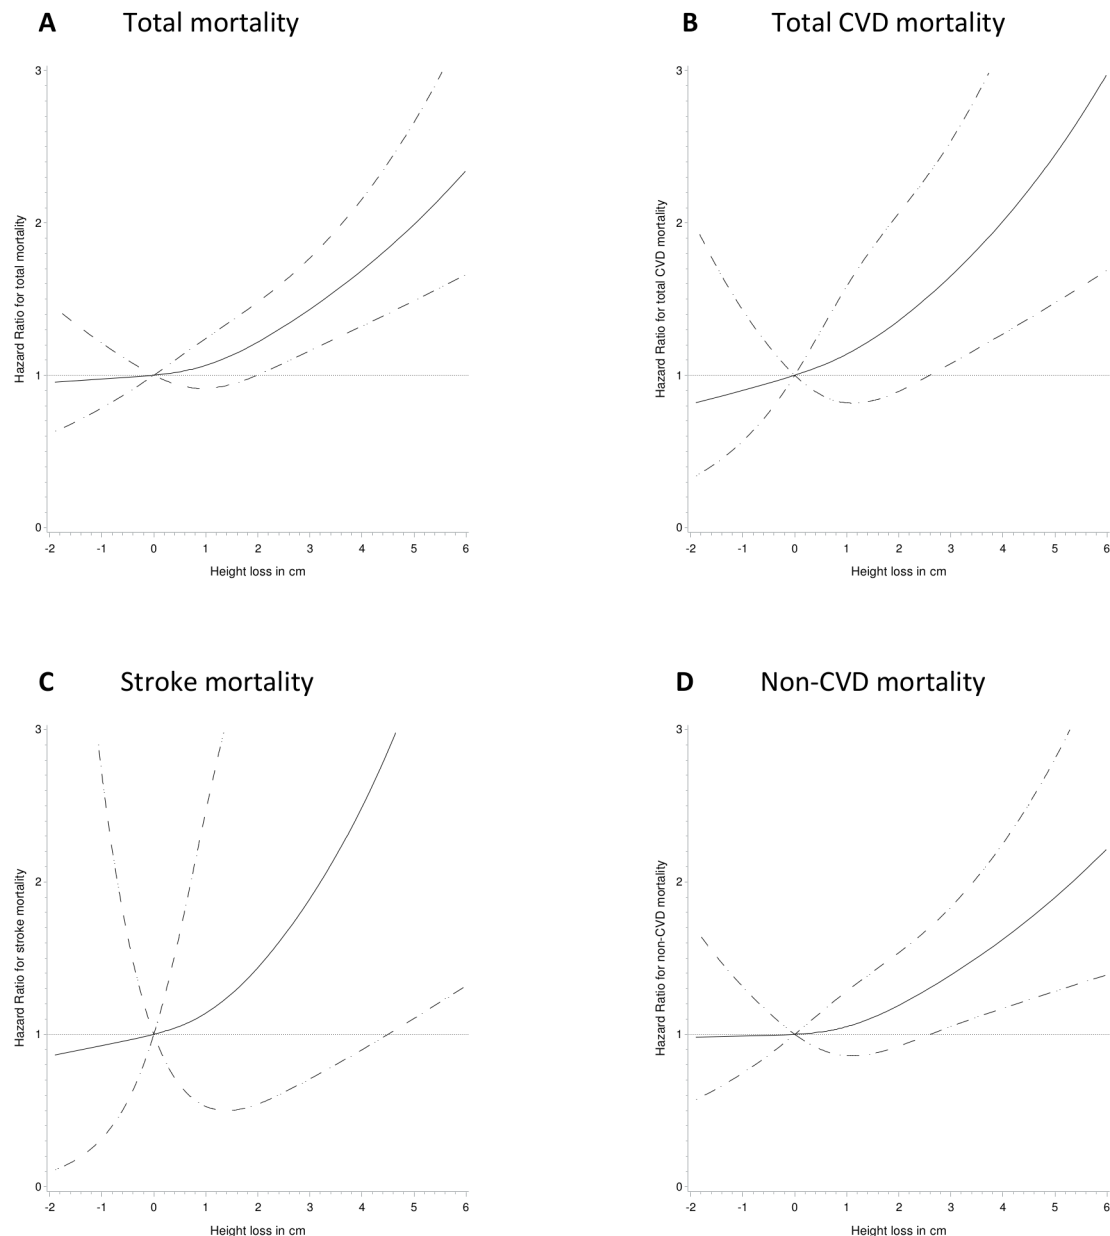 A Total mortality
3
2
1
0
Hazard Ratio for total mortality
-2 -1 0 1 2 3 4 5 6
Height loss in cm
B Total CVD mortality
3
2
1
0
Hazard Ratio for total CVD mortality
-2 -1 0 1 2 3 4 5 6
Height loss in cm
C Stroke mortality
3
2
1
0
Hazard Ratio for stroke mortality
-2 -1 0 1 2 3 4 5 6
Height loss in cm
D Non-CVD mortality
3
2
1
0
Hazard Ratio for non-CVD mortality
-2 -1 0 1 2 3 4 5 6
Height loss in cm